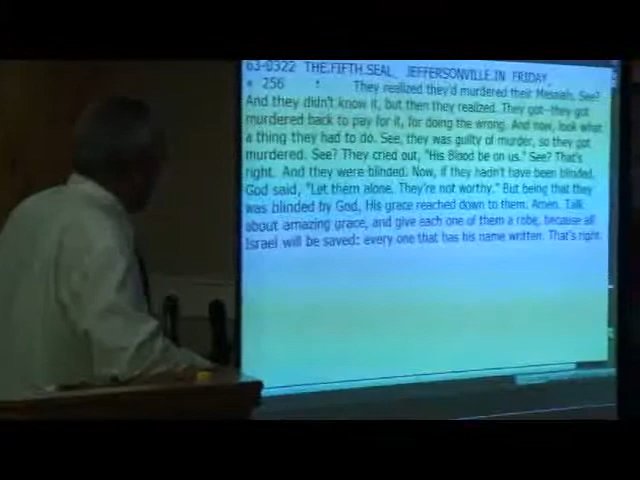 63-0322 THE.FIFTH.SEAL_ JEFFERSONVILLE.IN FRIDAY_
« 256 † They realized they'd murdered their Messiah. See?
And they didn't know it, but then they realized. They got--they got
murdered back to pay for it, for doing the wrong. And now, look what
a thing they had to do. See, they was guilty of murder, so they got
murdered. See? They cried out, "His Blood be on us." See? That's
right. And they were blinded. Now, if they hadn't have been blinded,
God said, "Let them alone. They're not worthy." But being that they
was blinded by God, His grace reached down to them. Amen. Talk
about amazing grace, and give each one of them a robe, because all
Israel will be saved: every one that has his name written. That's right.